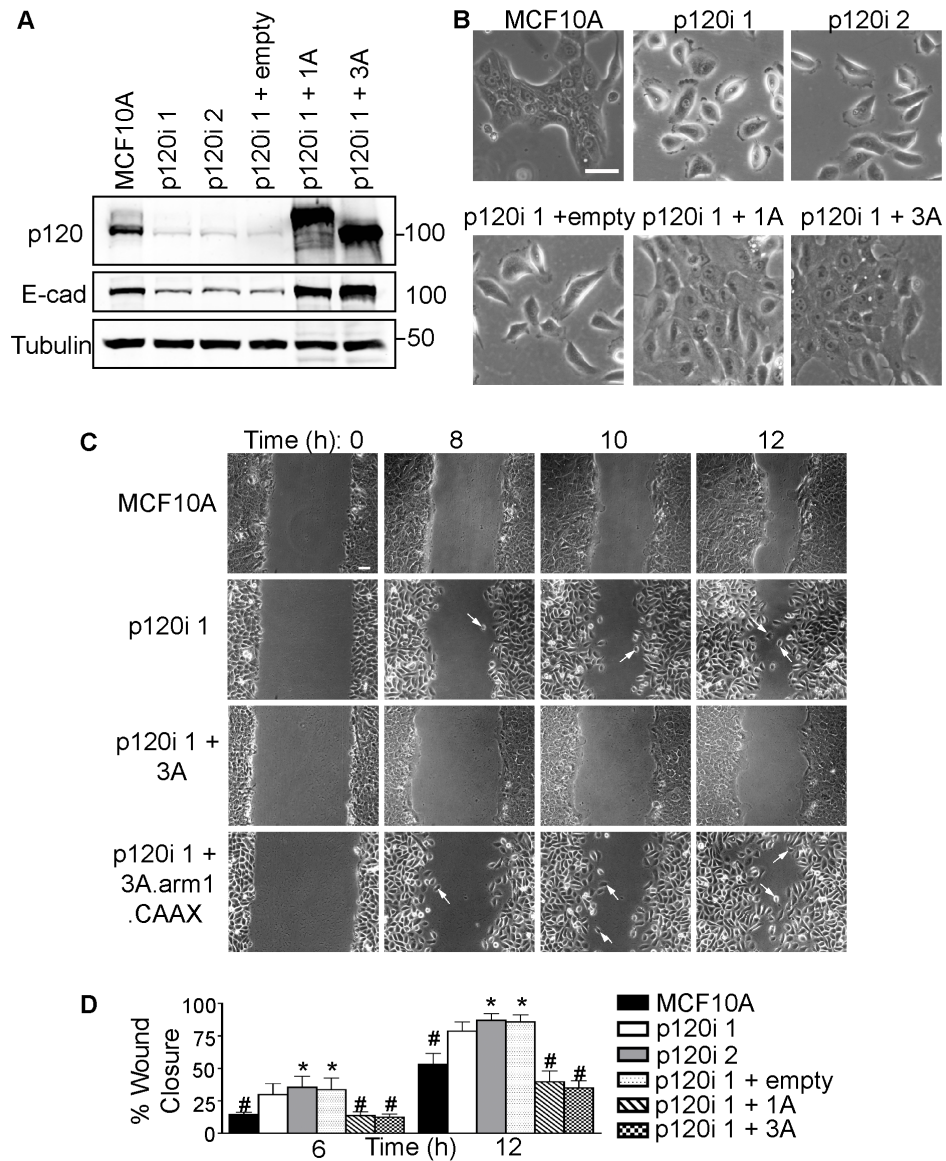 A
MCF10A
p120i 1
p120i 2
p120i 1 + empty
p120i 1 + 1A
p120i 1 + 3A
p120
100
E-cad
100
Tubulin
50
B
MCF10A p120i 1 p120i 2
p120i 1 +empty p120i 1 + 1A p120i 1 + 3A
C
Time (h): 0 8 10 12
MCF10A
p120i 1
p120i 1 +
3A
p120i 1 +
3A.arm1
.CAAX
D
% Wound
Closure
100
75
50
25
0
# * * # #
# * * # #
6 Time (h) 12
MCF10A
p120i 1
p120i 2
p120i 1 + empty
p120i 1 + 1A
p120i 1 + 3A